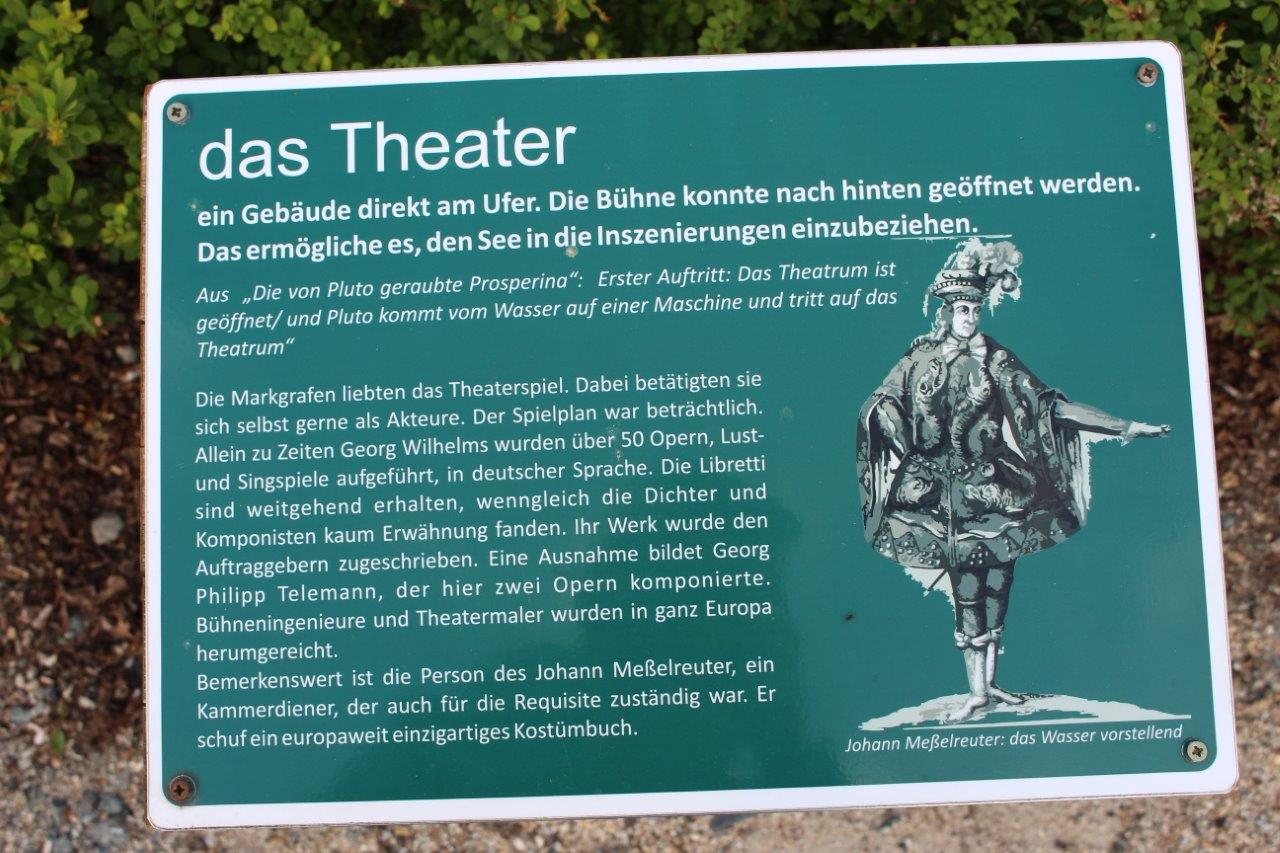 das Theater
ein Gebäude direkt am Ufer. Die Bühne konnte nach hinten geöffnet werden.
Das ermögliche es, den See in die Inszenierungen einzubeziehen.
Aus „Die von Pluto geraubte Prosperina“: Erster Auftritt: Das Theatrum ist
geöffnet/ und Pluto kommt vom Wasser auf einer Maschine und tritt auf das
Theatrum“
Die Markgrafen liebten das Theaterspiel. Dabei betätigten sie
sich selbst gerne als Akteure. Der Spielplan war beträchtlich.
Allein zu Zeiten Georg Wilhelms wurden über 50 Opern, Lust-
und Singspiele aufgeführt, in deutscher Sprache. Die Libretti
sind weitgehend erhalten, wenngleich die Dichter und
Komponisten kaum Erwähnung fanden. Ihr Werk wurde den
Auftraggebern zugeschrieben. Eine Ausnahme bildet Georg
Philipp Telemann, der hier zwei Opern komponierte.
Bühneningenieure und Theatermaler wurden in ganz Europa
herumgereicht.
Bemerkenswert ist die Person des Johann Meßelreuter, ein
Kammerdiener, der auch für die Requisite zuständig war. Er
schuf ein europaweit einzigartiges Kostümbuch.
Johann Meßelreuter: das Wasser vorstellend